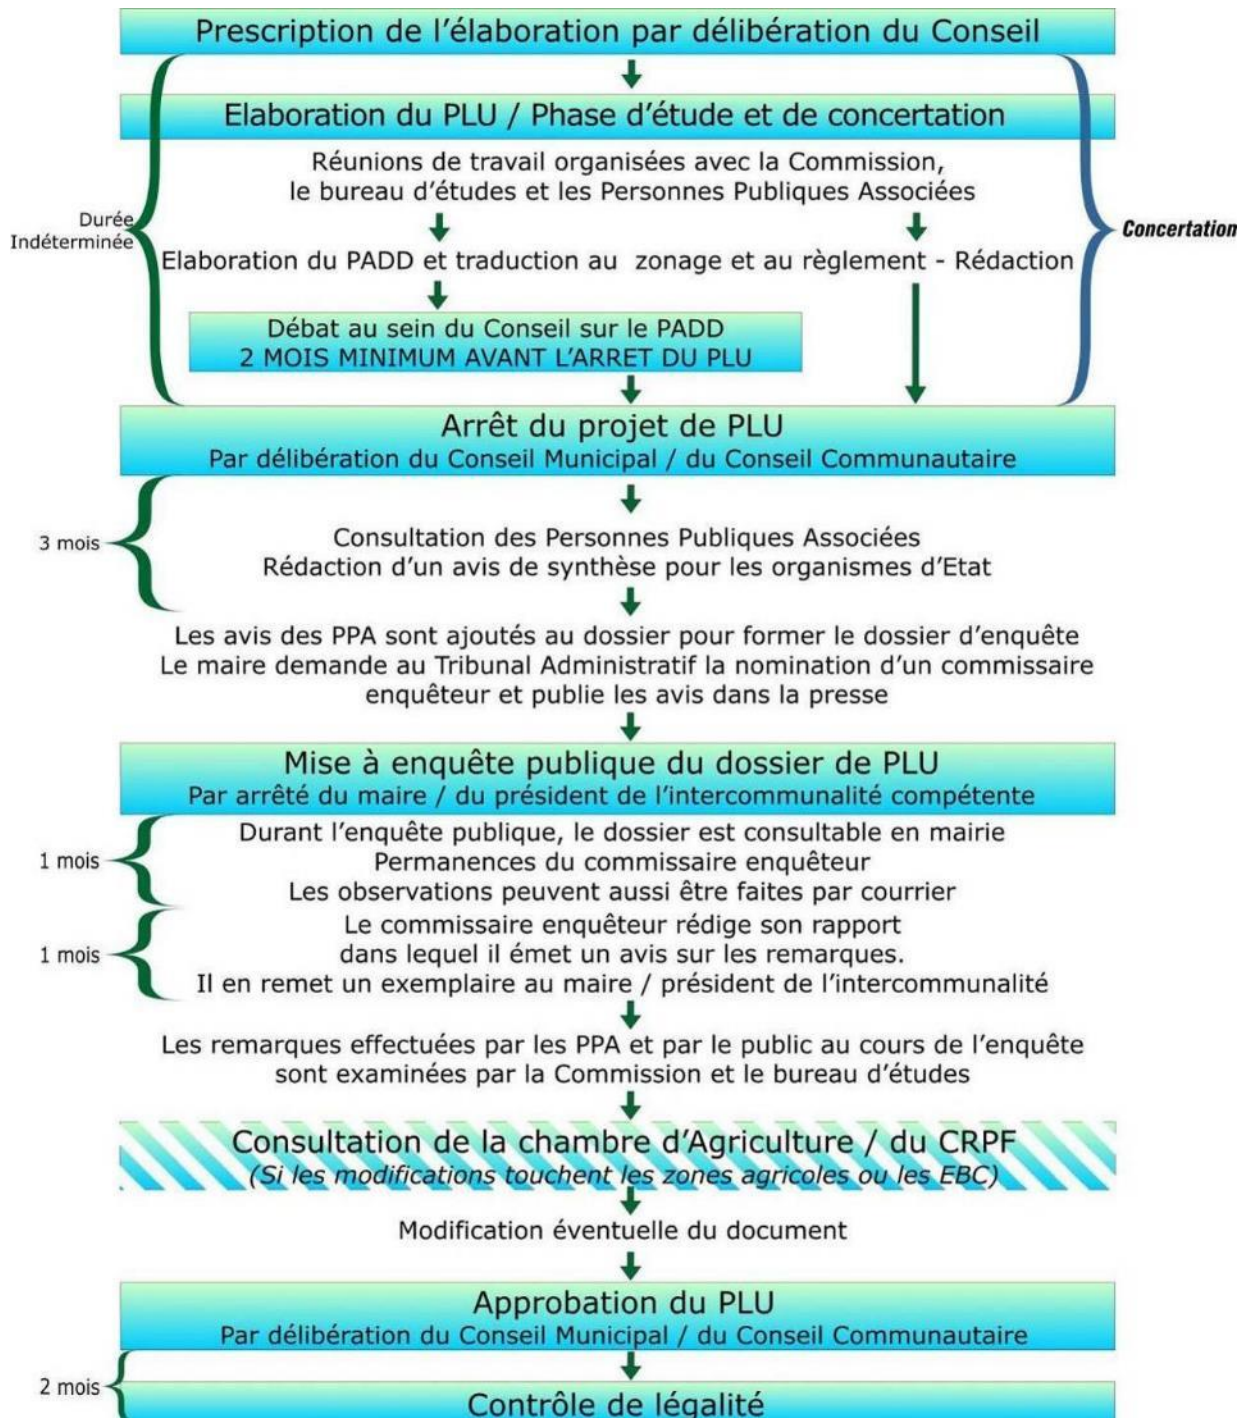 Prescription de l'élaboration par délibération du Conseil
Elaboration du PLU / Phase d'étude et de concertation
Réunions de travail organisées avec la Commission,
le bureau d'études et les Personnes Publiques Associées
Durée
Indéterminée
Concertation
Elaboration du PADD et traduction au zonage et au règlement - Rédaction
Débat au sein du Conseil sur le PADD
2 MOIS MINIMUM AVANT L'ARRET DU PLU
Arrêt du projet de PLU
Par délibération du Conseil Municipal / du Conseil Communautaire
3 mois
Consultation des Personnes Publiques Associées
Rédaction d'un avis de synthèse pour les organismes d'Etat
Les avis des PPA sont ajoutés au dossier pour former le dossier d'enquête
Le maire demande au Tribunal Administratif la nomination d'un commissaire
enquêteur et publie les avis dans la presse
Mise à enquête publique du dossier de PLU
Par arrêté du maire / du président de l'intercommunalité compétente
1 mois
Durant l'enquête publique, le dossier est consultable en mairie
Permanences du commissaire enquêteur
Les observations peuvent aussi être faites par courrier
1 mois
Le commissaire enquêteur rédige son rapport
dans lequel il émet un avis sur les remarques.
Il en remet un exemplaire au maire / président de l'intercommunalité
Les remarques effectuées par les PPA et par le public au cours de l'enquête
sont examinées par la Commission et le bureau d'études
Consultation de la chambre d'Agriculture / du CRPF
(Si les modifications touchent les zones agricoles ou les EBC)
Modification éventuelle du document
Approbation du PLU
Par délibération du Conseil Municipal / du Conseil Communautaire
2 mois
Contrôle de légalité